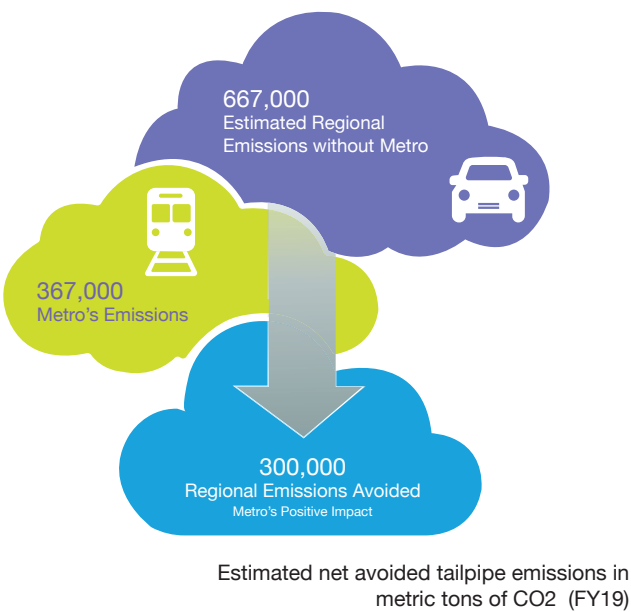 667,000
Estimated Regional
Emissions without Metro
367,000
Metro's Emissions
300,000
Regional Emissions Avoided
Metro's Positive Impact
Estimated net avoided tailpipe emissions in
metric tons of CO2 (FY19)